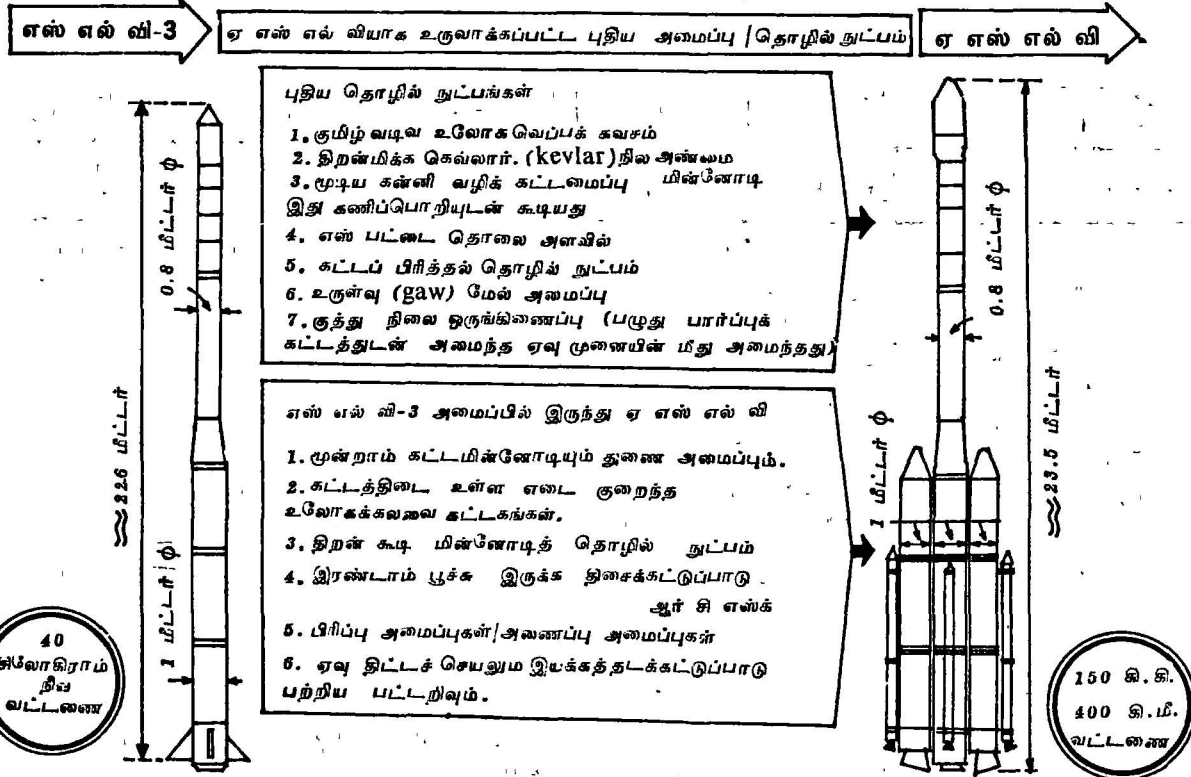 எஸ் எல் வி-3
ஏ எஸ் எல் வியாக உருவாக்கப்பட்ட புதிய அமைப்பு /தொழில் நுட்பம்
ஏ எஸ் எல் வி
புதிய தொழில் நுட்பங்கள்
1. குமிழ் வடிவ உலோக வெப்பக் கவசம்
2. திறன்மிக்க கெவ்லார். (kevlar) நில அண்மை
3. மூடிய கன்னி வழிக் கட்டமைப்பு மின்னோடி
இது கணிப்பொறியுடன் கூடியது
4. எஸ் பட்டை தொலை அளவில்
5. கட்டப் பிரித்தல் தொழில் நுட்பம்
6. உருள்வு (gaw) மேல் அமைப்பு
7. குத்து நிலை ஒருங்கிணைப்பு (பழுது பார்ப்புக்
கட்டத்துடன் அமைந்த ஏவு முனையின் மீது அமைந்தது)
எஸ் எல் வி-3 அமைப்பில் இருந்து ஏ எஸ் எல் வி
1. மூன்றாம் கட்டமின்னோடியும் துணை அமைப்பும்.
2. கட்டத்திடை உள்ள எடை குறைந்த
உலோகக்கலவை கட்டகங்கள்.
3. திறன் கூடி மின்னோடித் தொழில் நுட்பம்
4. இரண்டாம் பூச்சு இருக்க திசைக்கட்டுப்பாடு
ஆர் சி எஸ்க்
5. பிரிப்பு அமைப்புகள்/அணைப்பு அமைப்புகள்
6. ஏவு திட்டச் செயலும இயக்கத்தடக்கட்டுப்பாடு
பற்றிய பட்டறிவும்.
0.8 மீட்டர் ϕ
≈ 226 மீட்டர்
1 மீட்டர் ϕ
40
கிலோகிராம்
நீவ
வட்டணை
0.8 மீட்டர் ϕ
1 மீட்டர் ϕ
≈ 23.5 மீட்டர்
150 கி.கி.
400 கி.மீ.
வட்டணை